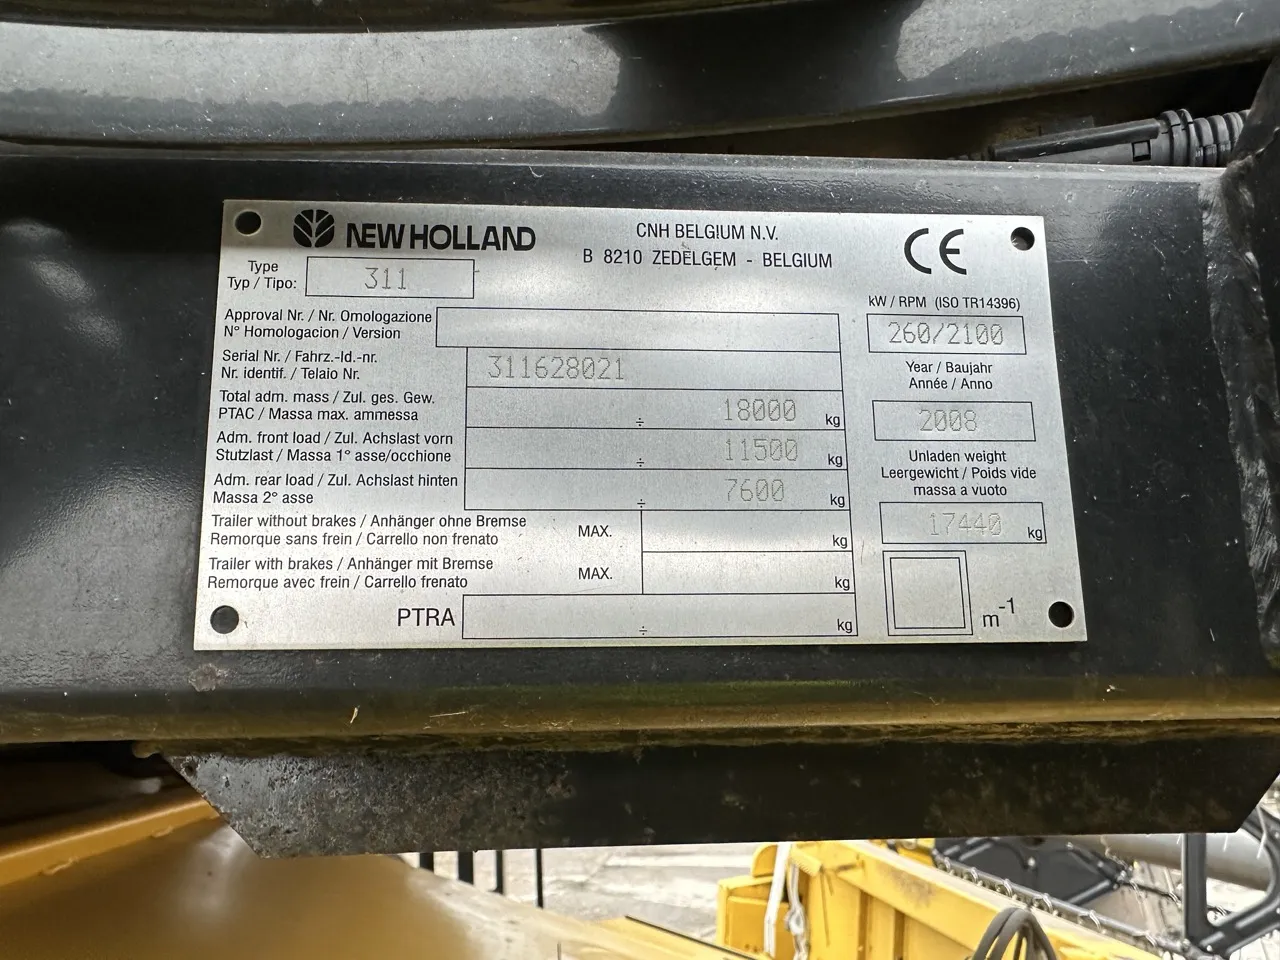 NEW HOLLAND
CNH BELGIUM N.V.
B 8210 ZEDELGEM - BELGIUM
CE
Type
Typ / Tipo:
311
Approval Nr. / Nr. Omologazione
N° Homologacion / Version
kW / RPM (ISO TR14396)
260/2100
Serial Nr. / Fahrz.-Id.-nr.
Nr. identif. / Telaio Nr.
311628021
Year / Baujahr
Année / Anno
2008
Total adm. mass / Zul. ges. Gew.
PTAC / Massa max. ammessa
÷ 18000 kg
Adm. front load / Zul. Achslast vorn
Stutzlast / Massa 1° asse/occhione
÷ 11500 kg
Unladen weight
Leergewicht / Poids vide
massa a vuoto
17440 kg
Adm. rear load / Zul. Achslast hinten
Massa 2° asse
÷ 7600 kg
Trailer without brakes / Anhänger ohne Bremse
Remorque sans frein / Carrello non frenato
MAX. kg
Trailer with brakes / Anhänger mit Bremse
Remorque avec frein / Carrello frenato
MAX. kg
PTRA ÷ kg
m-1